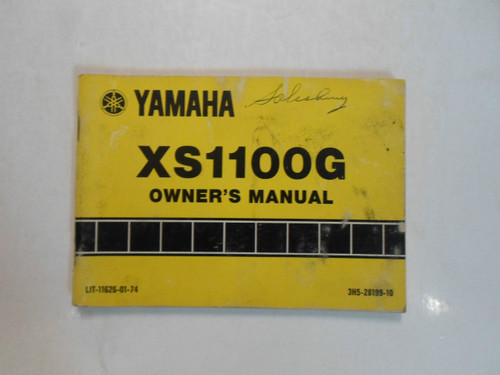 YAMAHA
XS1100G
OWNER'S MANUAL
LIT-11626-01-74 3H5-28199-10